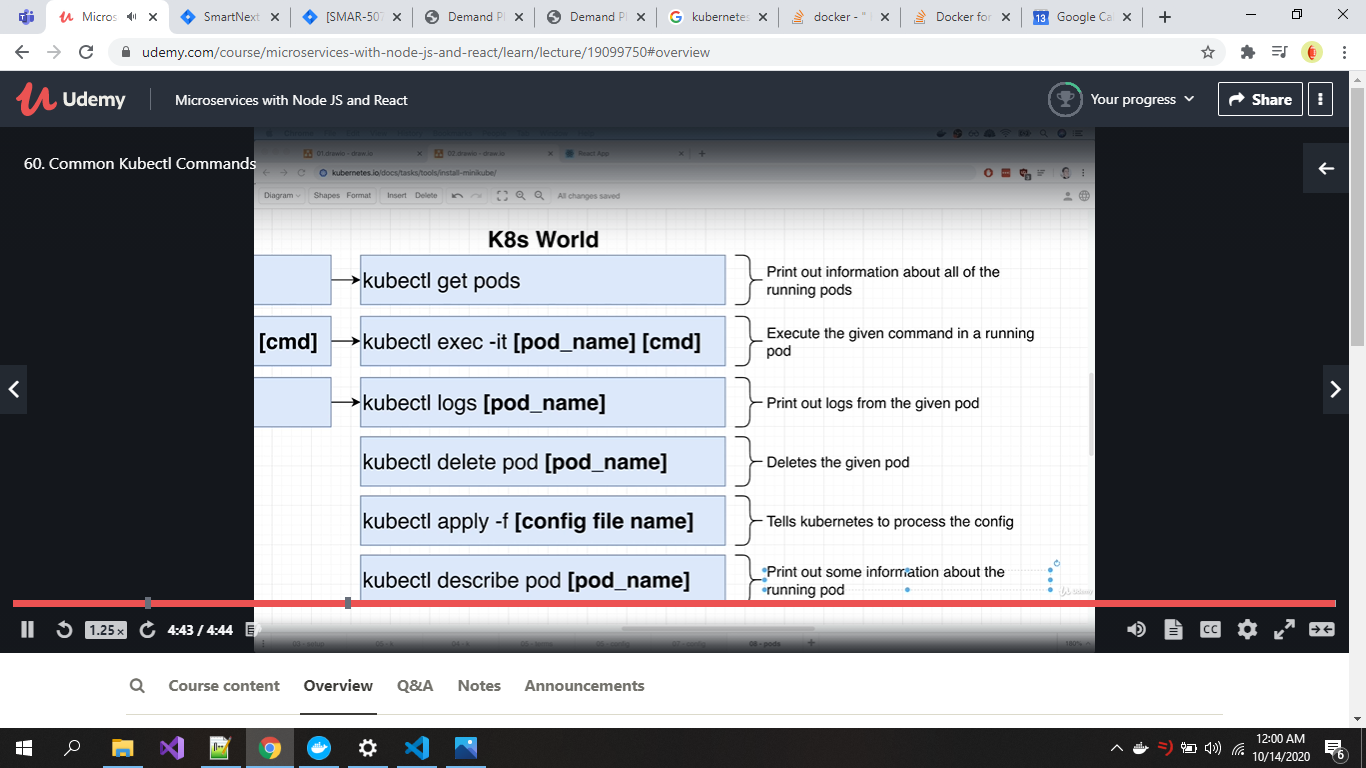 Micros
SmartNext
[SMAR-507
Demand Pl
Demand Pl
kubernetes
docker - "
Docker for
Google Ca
udemy.com/course/microservices-with-node-js-and-react/learn/lecture/19099750#overview
Udemy
Microservices with Node JS and React
Your progress
Share
60. Common Kubectl Commands
01.drawio - draw.io
02.drawio - draw.io
React App
kubernetes.io/docs/tasks/tools/install-minikube/
Diagram
Shapes
Format
Insert
Delete
All changes saved
K8s World
kubectl get pods
Print out information about all of the
running pods
[cmd]
kubectl exec -it [pod_name] [cmd]
Execute the given command in a running
pod
kubectl logs [pod_name]
Print out logs from the given pod
kubectl delete pod [pod_name]
Deletes the given pod
kubectl apply -f [config file name]
Tells kubernetes to process the config
kubectl describe pod [pod_name]
Print out some information about the
running pod
Udemy
1.25x
4:43 / 4:44
CC
08 - pods
Course content
Overview
Q&A
Notes
Announcements
12:00 AM
10/14/2020
6